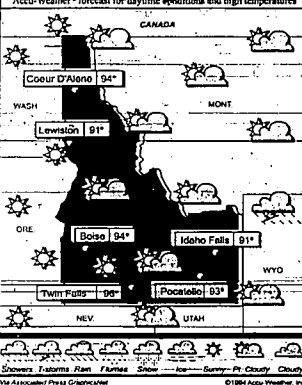 Accu-Weather® forecast for daytime conditions and high temperatures
CANADA
Coeur D'Alene 94°
WASH
MONT.
Lewiston 91°
ORE.
Boise 94°
Idaho Falls 91°
WYO
Twin Falls 96°
Pocatello 93°
NEV.
UTAH
Showers T-storms Rain Flurries Snow Ice Sunny Pt. Cloudy Cloudy
Via Associated Press GraphicsNet ©1994 Accu-Weather,